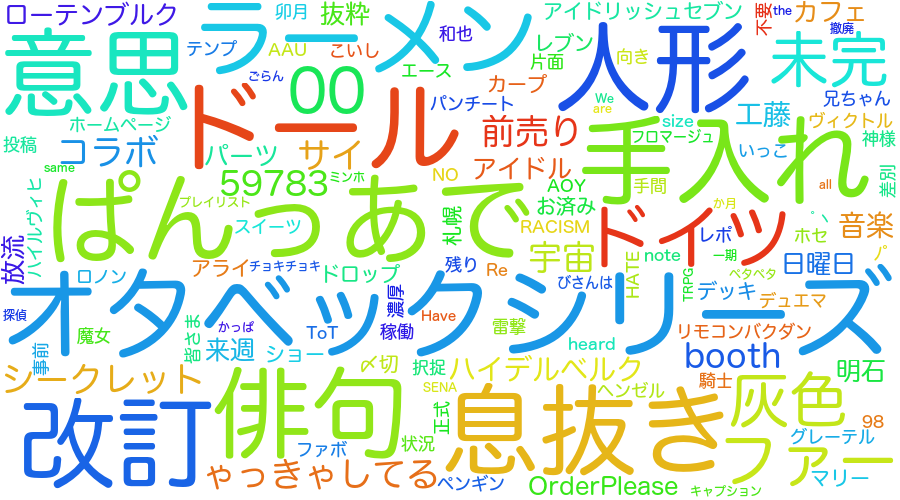 ローテンブルク
卯月
抜粋
アイドリッシュセブン
不要
the
カフェ
撤廃
意思
ラーメン
テンプ
AAU
こいし
和也
レブン
片面
向き
人形
未完
兄ちゃん
ごらん
00
エース
カープ
パンチート
We
are
size
工藤
ヴィクトル
投稿
ホームページ
コラボ
パーツ
サイ
ドール
前売り
手入れ
フロマージュ
いっこ
神様
same
59783
ミンホ
アイドル
NO
AOY
手間
all
差別
ハイルヴィヒ
ぱんっあで
プレイリスト
スイーツ
札幌
お済み
RACISM
ドイツ
か月
レポ
一期
ホセ
音楽
放流
ロノン
アライ
チョキチョキ
ドロップ
残り
Re
宇宙
びさんは
HATE
note
TRPG
ベタベタ
デッキ
日曜日
デュエマ
パ
オタベックシリーズ
探偵
魔女
皆さま
かっぱ
来週
ToT
ショー
濃厚
稼働
Have
雷撃
heard
リモコンバクダン
booth
事前
シークレット
〆切
択捉
SENA
ハイデルベルク
ヘンゼル
騎士
灰色
明石
98
改訂
俳句
ファボ
状況
正式
息抜き
ファー
グレーテル
マリー
ゃっきゃしてる
ペンギン
OrderPlease
キャプション